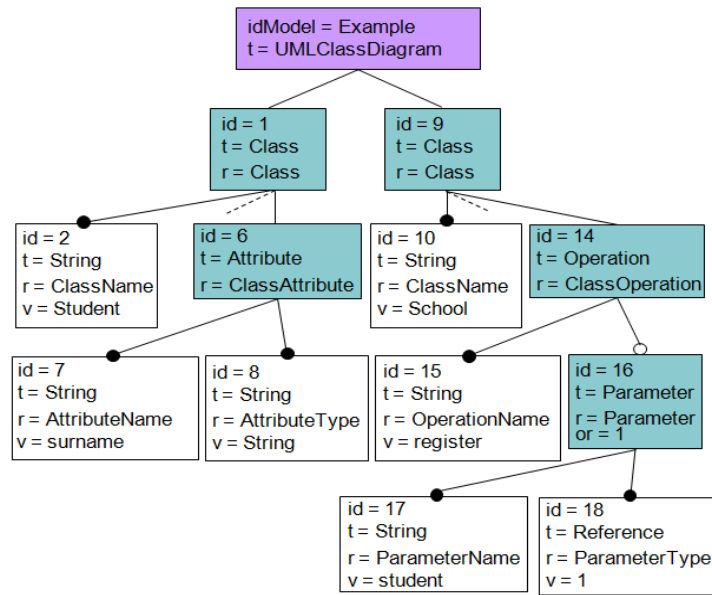 idModel = Example
t = UMLClassDiagram
id = 1
t = Class
r = Class
id = 9
t = Class
r = Class
id = 2
t = String
r = ClassName
v = Student
id = 6
t = Attribute
r = ClassAttribute
id = 10
t = String
r = ClassName
v = School
id = 14
t = Operation
r = ClassOperation
id = 7
t = String
r = AttributeName
v = surname
id = 8
t = String
r = AttributeType
v = String
id = 15
t = String
r = OperationName
v = register
id = 16
t = Parameter
r = Parameter
or = 1
id = 17
t = String
r = ParameterName
v = student
id = 18
t = Reference
r = ParameterType
v = 1